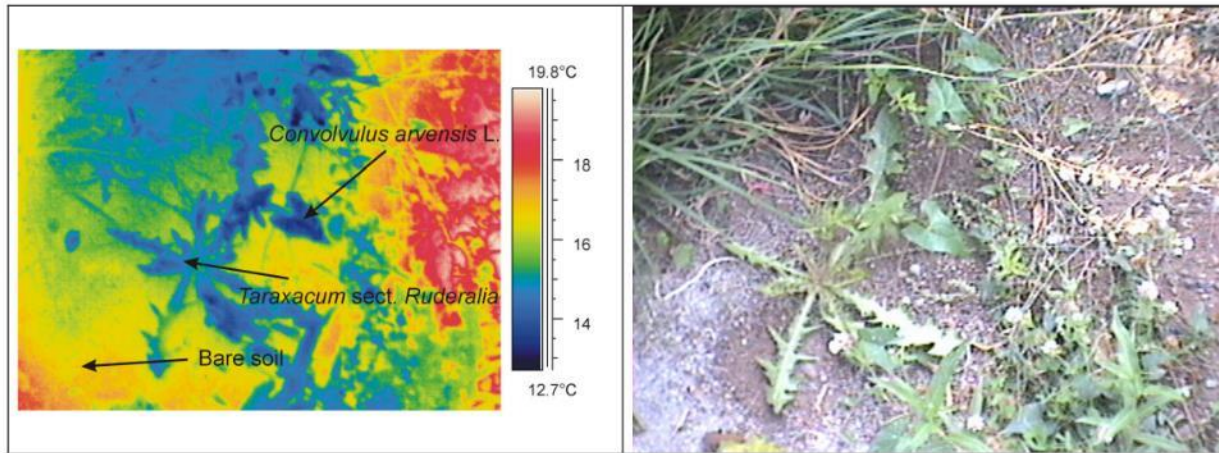 19.8°C
Convolvulus arvensis L.
18
16
Taraxacum sect. Ruderalia
14
Bare soil
12.7°C